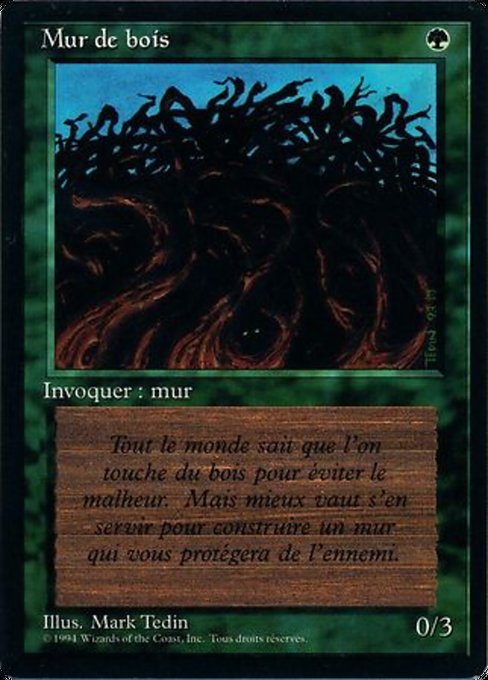 Mur de bois
TEDIN 93 M
Invoquer : mur
Tout le monde sait que l'on
touche du bois pour éviter le
malheur. Mais mieux vaut s'en
servir pour construire un mur
qui vous protégera de l'ennemi.
Illus. Mark Tedin
0/3
© 1994 Wizards of the Coast, Inc. Tous droits réservés.